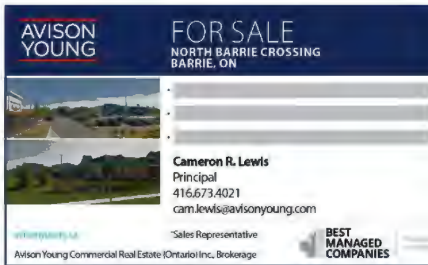 AVISON
YOUNG
FOR SALE
NORTH BARRIE CROSSING
BARRIE, ON
Cameron R. Lewis
Principal
416.673.4021
cam.lewis@avisonyoung.com
*Sales Representative
Avison Young Commercial Real Estate (Ontario) Inc., Brokerage
BEST
MANAGED
COMPANIES